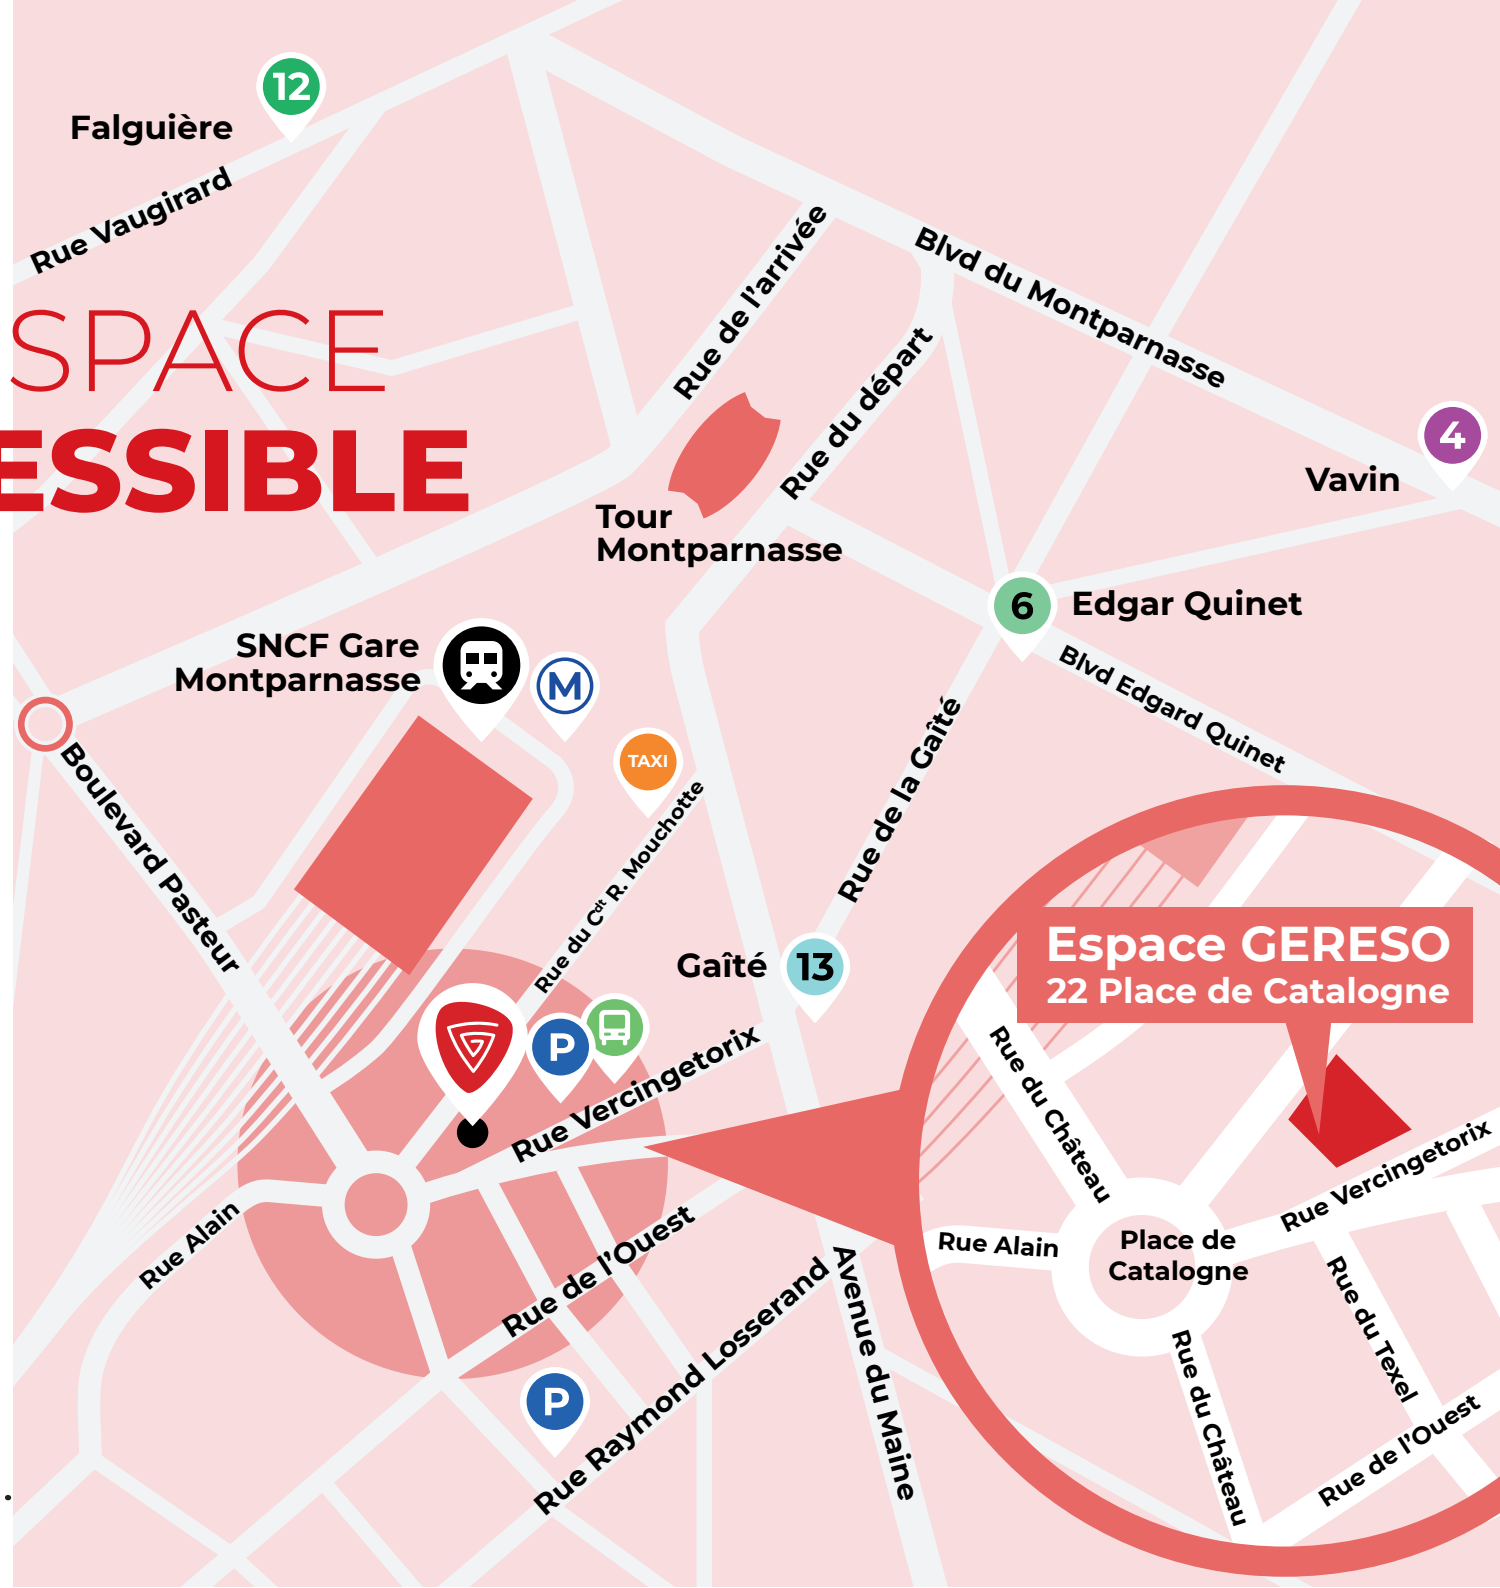 12
Falguière
Rue Vaugirard
SPACE
ESSIBLE
Rue de l'arrivée
Blvd du Montparnasse
Rue du départ
4
Vavin
Tour
Montparnasse
6
Edgar Quinet
SNCF Gare
Montparnasse
M
Blvd Edgard Quinet
TAXI
Rue de la Gaîté
Boulevard Pasteur
Rue du Cdt R. Mouchotte
Gaîté
13
Espace GERESO
22 Place de Catalogne
P
Rue Vercingetorix
Rue du Château
Rue Vercingetorix
Rue Alain
Rue de l'Ouest
Rue Alain
Place de
Catalogne
Rue Raymond Losserand
Avenue du Maine
Rue du Texel
Rue du Château
P
Rue de l'Ouest
.